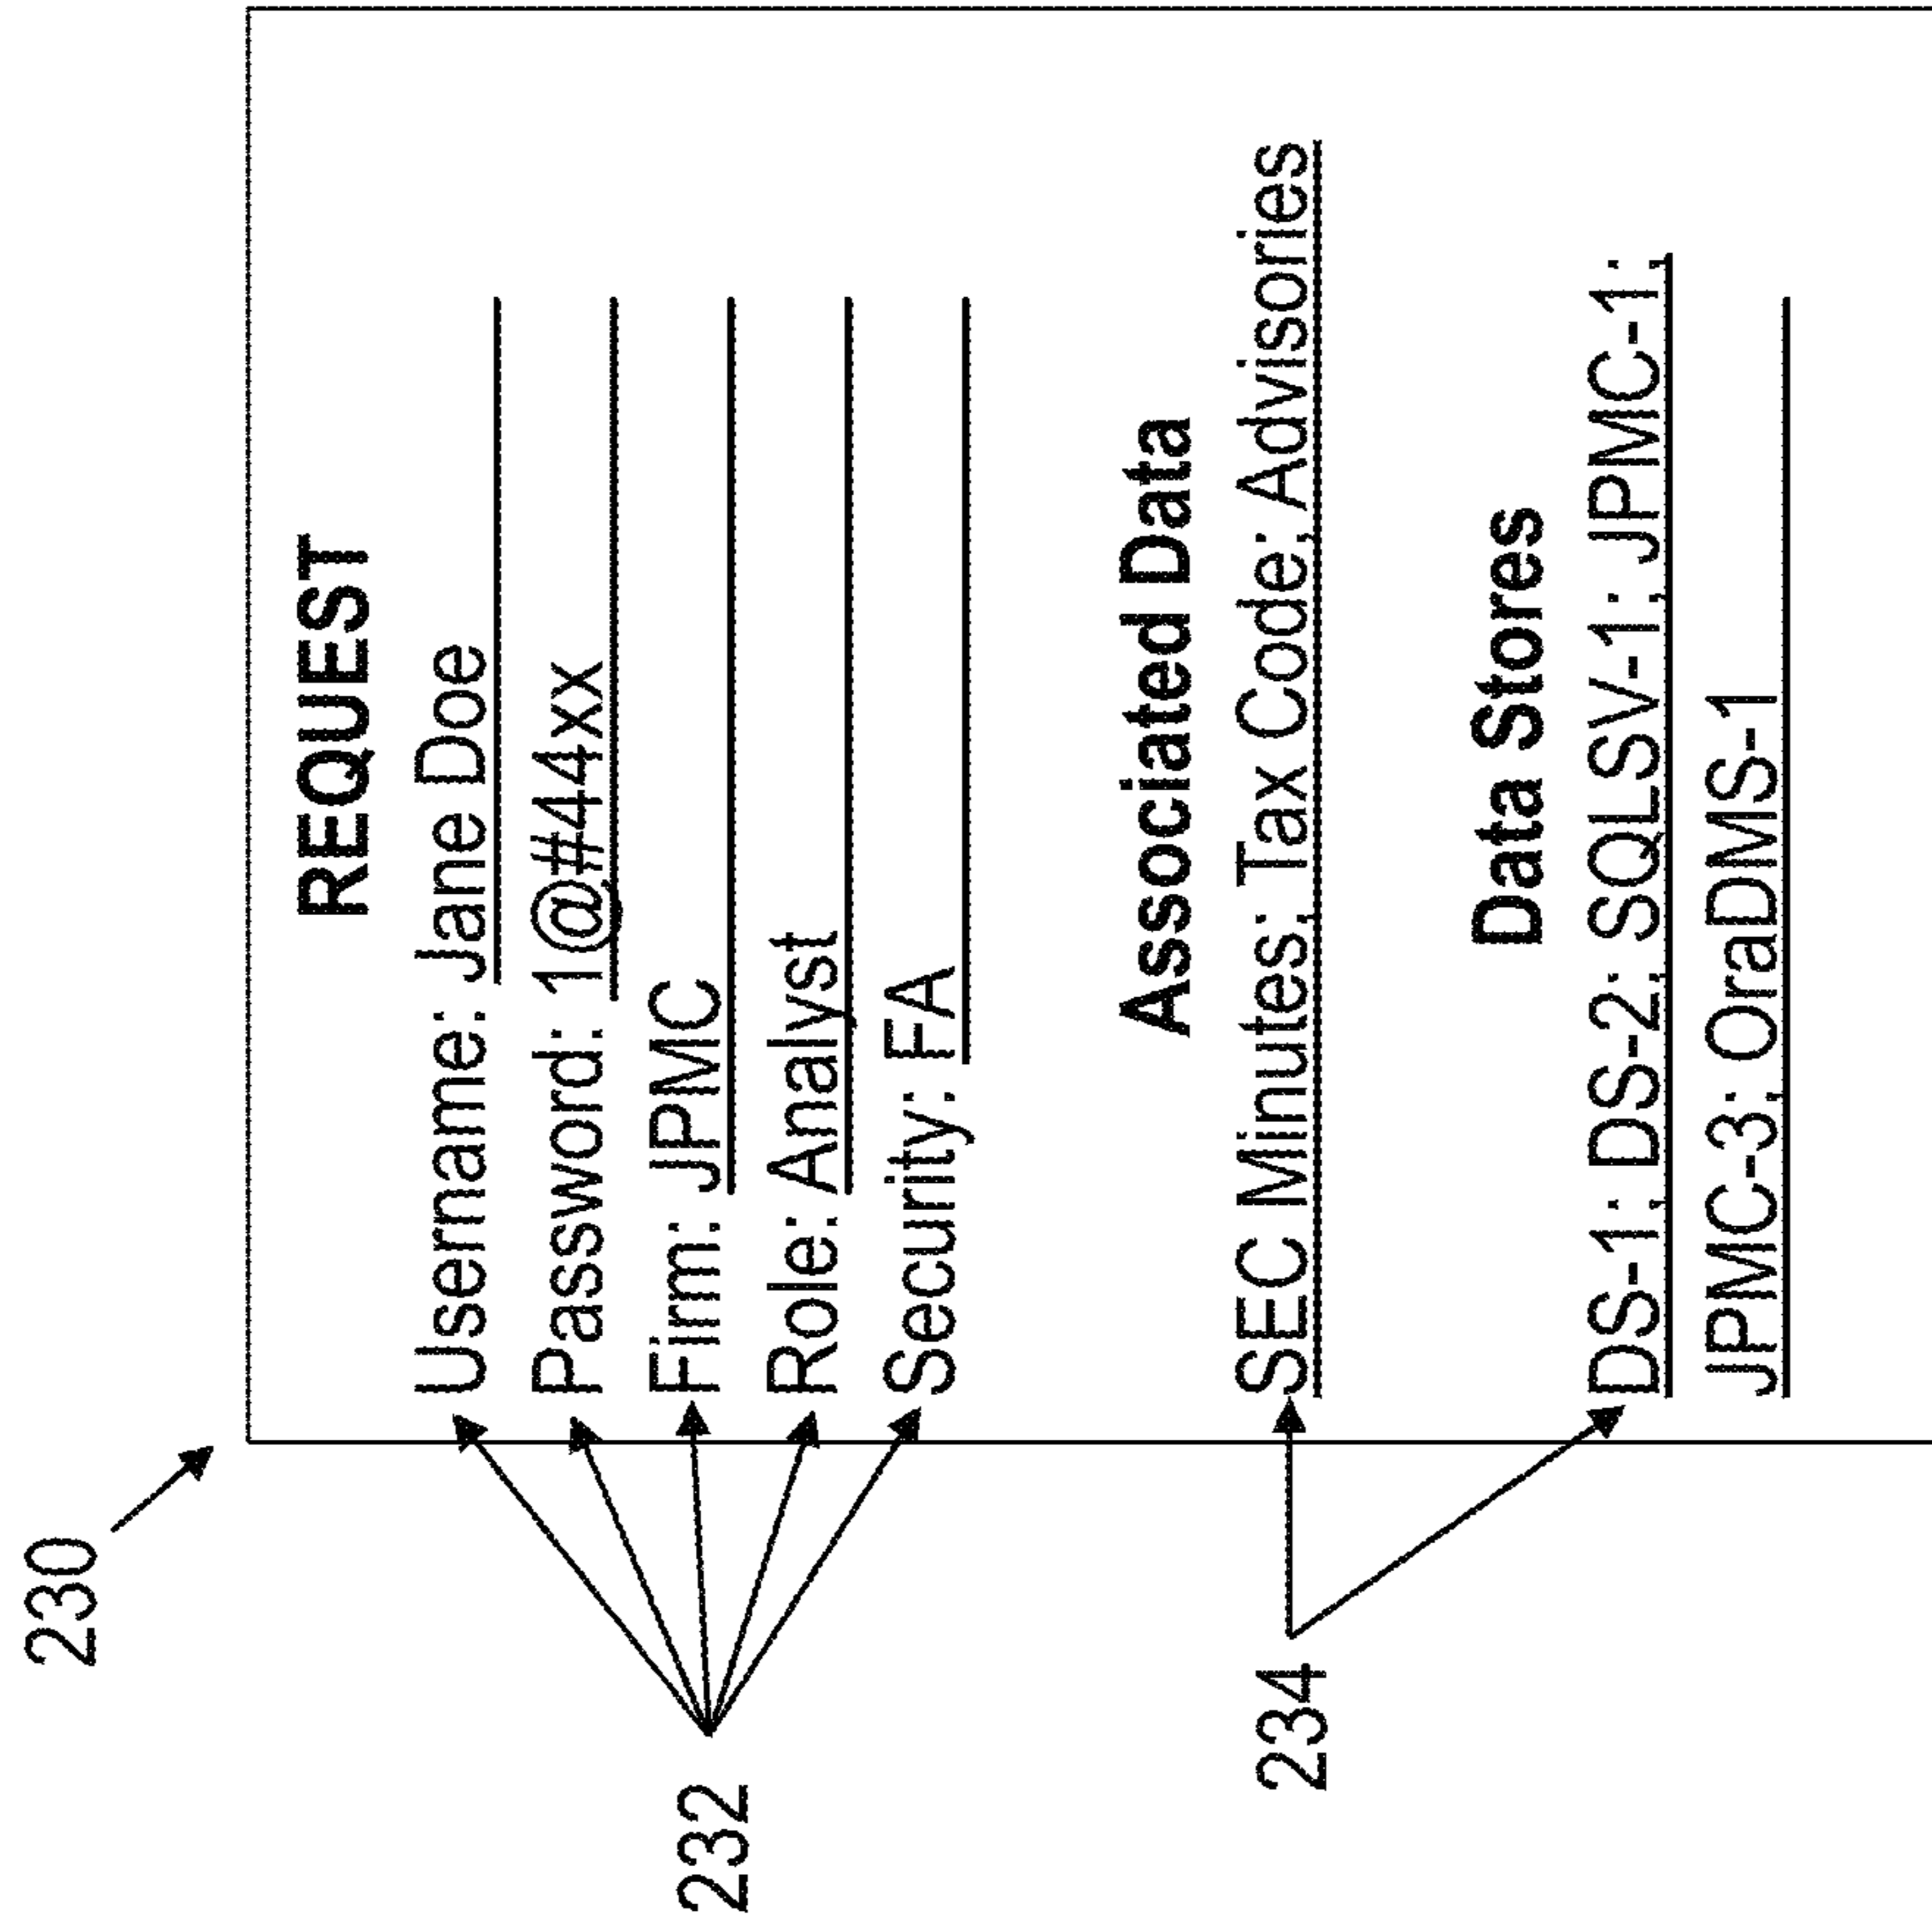 230
REQUEST
Username: Jane Doe
Password: 1@#44xx
Firm: JPMC
Role: Analyst
Security: FA
232
Associated Data
SEC Minutes; Tax Code; Advisories
234
Data Stores
DS-1; DS-2; SQLSV-1; JPMC-1;
JPMC-3; OraDMS-1